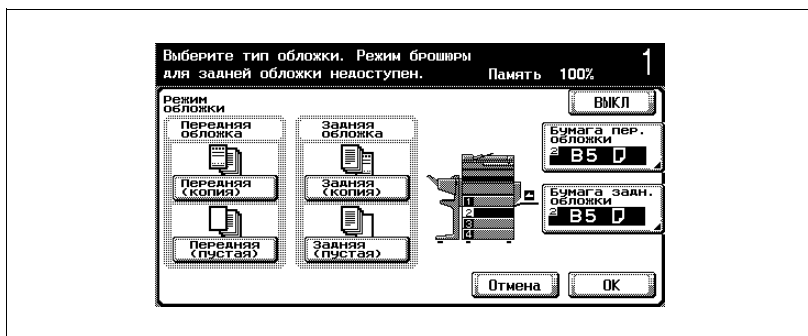 Выберите тип обложки. Режим брошюры
для задней обложки недоступен.
Память 100%
1
Режим
обложки
ВЫКЛ
Передняя
обложка
Задняя
обложка
Передняя
(копия)
Задняя
(копия)
Передняя
(пустая)
Задняя
(пустая)
1
2
3
4
Бумага пер.
обложки
2 B5
Бумага задн.
обложки
2 B5
Отмена
OK